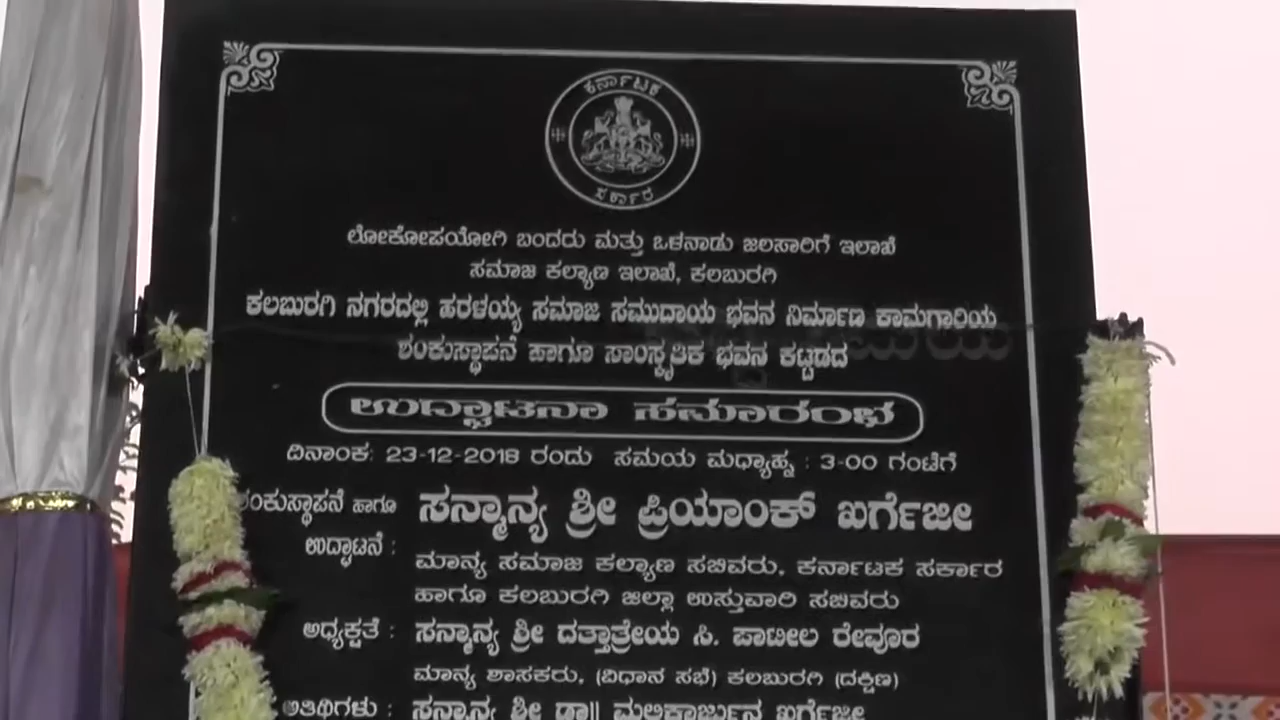 ಕರ್ನಾಟಕ
ಸರ್ಕಾರ
ಲೋಕೋಪಯೋಗಿ ಬಂದರು ಮತ್ತು ಒಳನಾಡು ಜಲಸಾರಿಗೆ ಇಲಾಖೆ
ಸಮಾಜ ಕಲ್ಯಾಣ ಇಲಾಖೆ, ಕಲಬುರಗಿ
ಕಲಬುರಗಿ ನಗರದಲ್ಲಿ ಹರಳಯ್ಯ ಸಮಾಜ ಸಮುದಾಯ ಭವನ ನಿರ್ಮಾಣ ಕಾಮಗಾರಿಯ
ಶಂಕುಸ್ಥಾಪನೆ ಹಾಗೂ ಸಾಂಸ್ಕೃತಿಕ ಭವನ ಕಟ್ಟಡದ
ಉದ್ಘಾಟನಾ ಸಮಾರಂಭ
ದಿನಾಂಕ: 23-12-2018 ರಂದು ಸಮಯ ಮಧ್ಯಾಹ್ನ : 3-00 ಗಂಟೆಗೆ
ಶಂಕುಸ್ಥಾಪನೆ ಹಾಗೂ ಸನ್ಮಾನ್ಯ ಶ್ರೀ ಪ್ರಿಯಾಂಕ್ ಖರ್ಗೆಜೀ
ಉದ್ಘಾಟನೆ :
ಮಾನ್ಯ ಸಮಾಜ ಕಲ್ಯಾಣ ಸಚಿವರು, ಕರ್ನಾಟಕ ಸರ್ಕಾರ
ಹಾಗೂ ಕಲಬುರಗಿ ಜಿಲ್ಲಾ ಉಸ್ತುವಾರಿ ಸಚಿವರು
ಅಧ್ಯಕ್ಷತೆ : ಸನ್ಮಾನ್ಯ ಶ್ರೀ ದತ್ತಾತ್ರೇಯ ಸಿ. ಪಾಟೀಲ ರೇವೂರ
ಮಾನ್ಯ ಶಾಸಕರು, (ವಿಧಾನ ಸಭೆ) ಕಲಬುರಗಿ (ದಕ್ಷಿಣ)
ಅತಿಥಿಗಳು : ಸನ್ಮಾನ್ಯ ಶ್ರೀ ಡಾ|| ಮಲ್ಲಿಕಾರ್ಜುನ ಖರ್ಗೆಜೀ